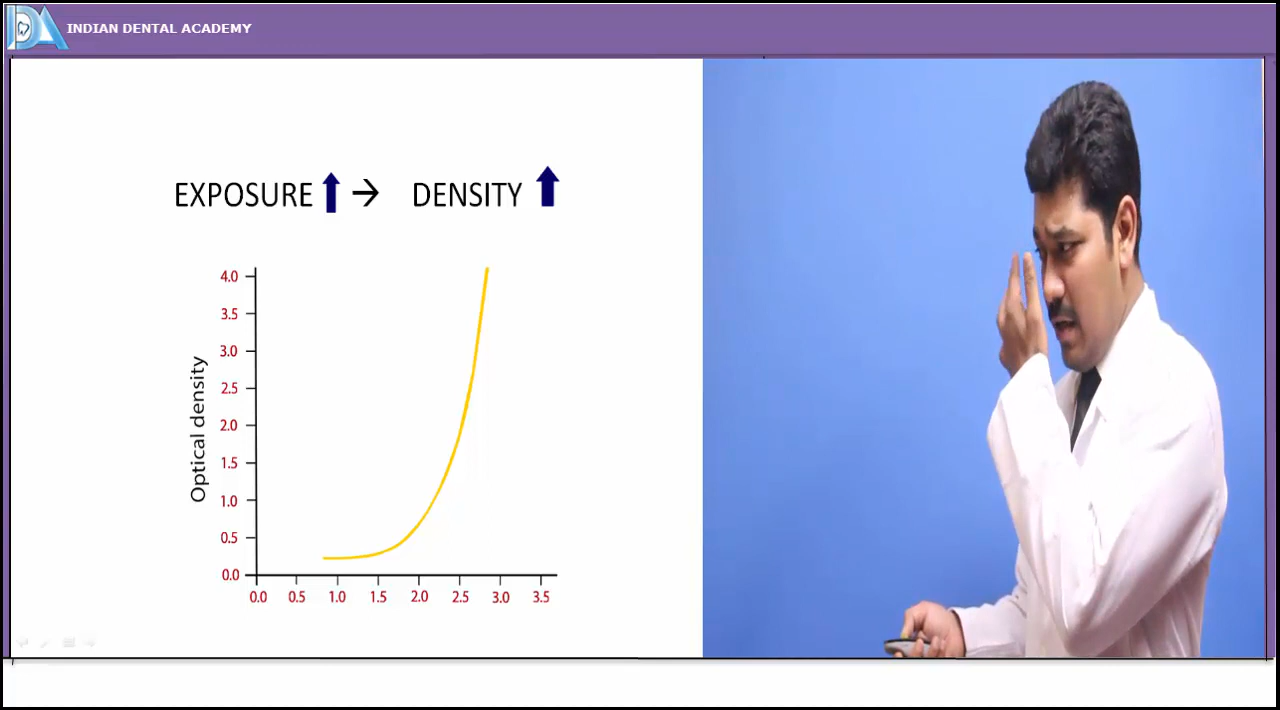 INDIAN DENTAL ACADEMY
EXPOSURE → DENSITY
4.0
3.5
3.0
2.5
2.0
1.5
1.0
0.5
0.0
Optical density
0.0 0.5 1.0 1.5 2.0 2.5 3.0 3.5